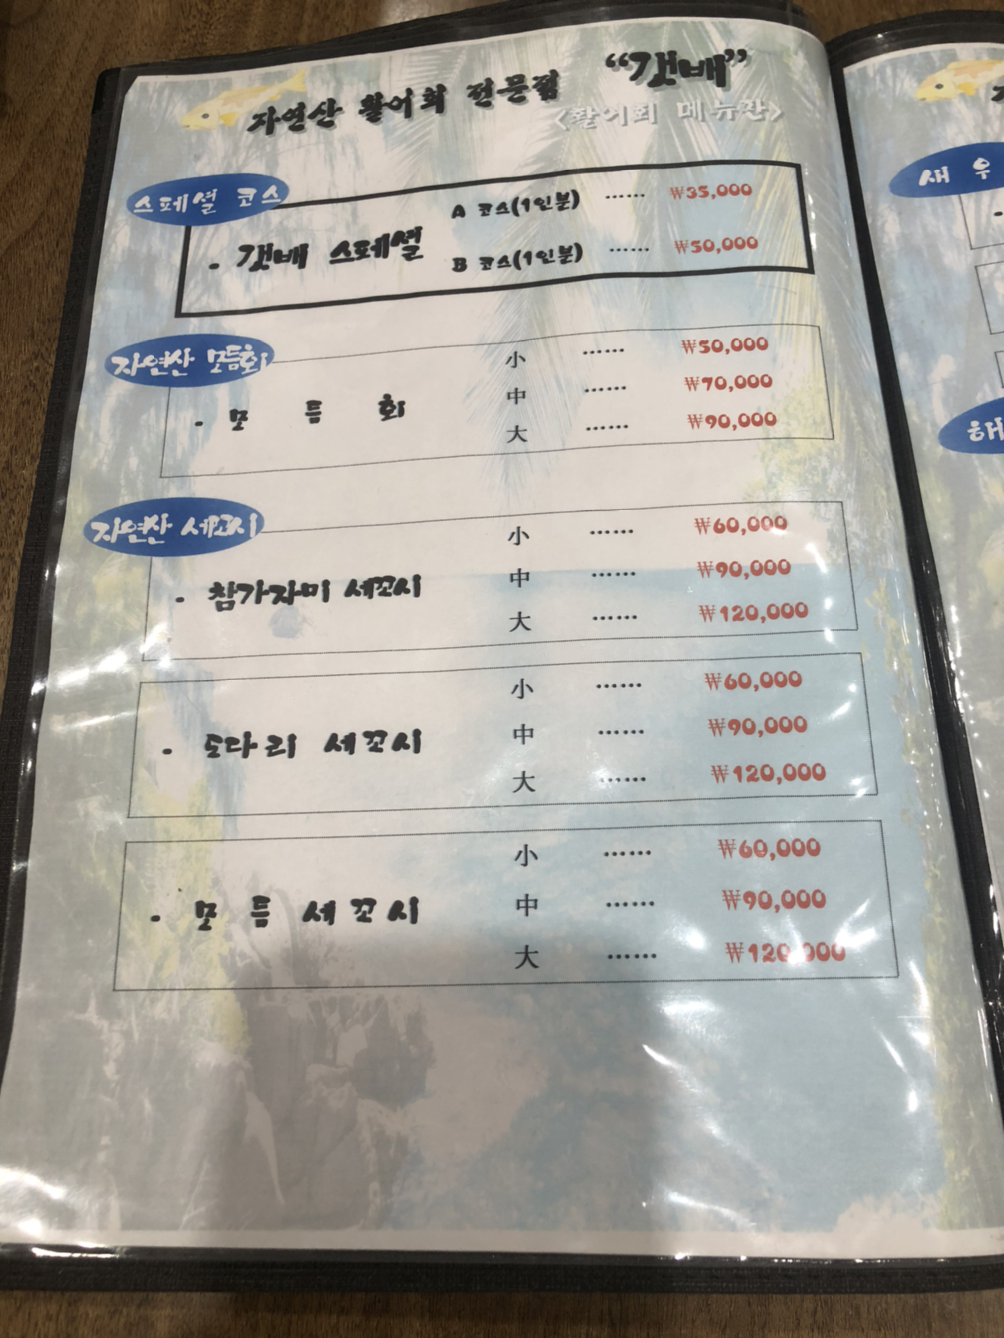 자연산 활어회 전문점 “갯배”
<활어회 메뉴판>
스페셜 코스
· 갯배 스페셜
A 코스(1인분) ...... ₩35,000
B 코스(1인분) ...... ₩50,000
자연산 모듬회
· 모 듬 회
小 ...... ₩50,000
中 ...... ₩70,000
大 ...... ₩90,000
자연산 세꼬시
· 참가자미 세꼬시
小 ...... ₩60,000
中 ...... ₩90,000
大 ...... ₩120,000
· 도다리 세꼬시
小 ...... ₩60,000
中 ...... ₩90,000
大 ...... ₩120,000
· 모 듬 세꼬시
小 ...... ₩60,000
中 ...... ₩90,000
大 ...... ₩120,000
새 우
해